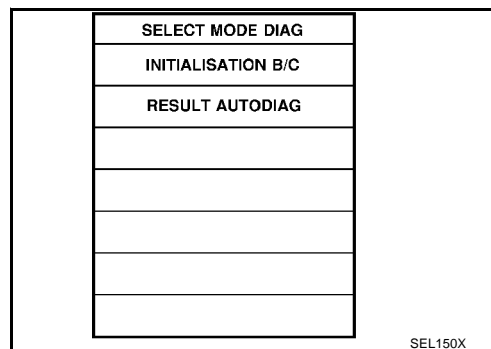 SELECT MODE DIAG
INITIALISATION B/C
RESULT AUTODIAG
SEL150X